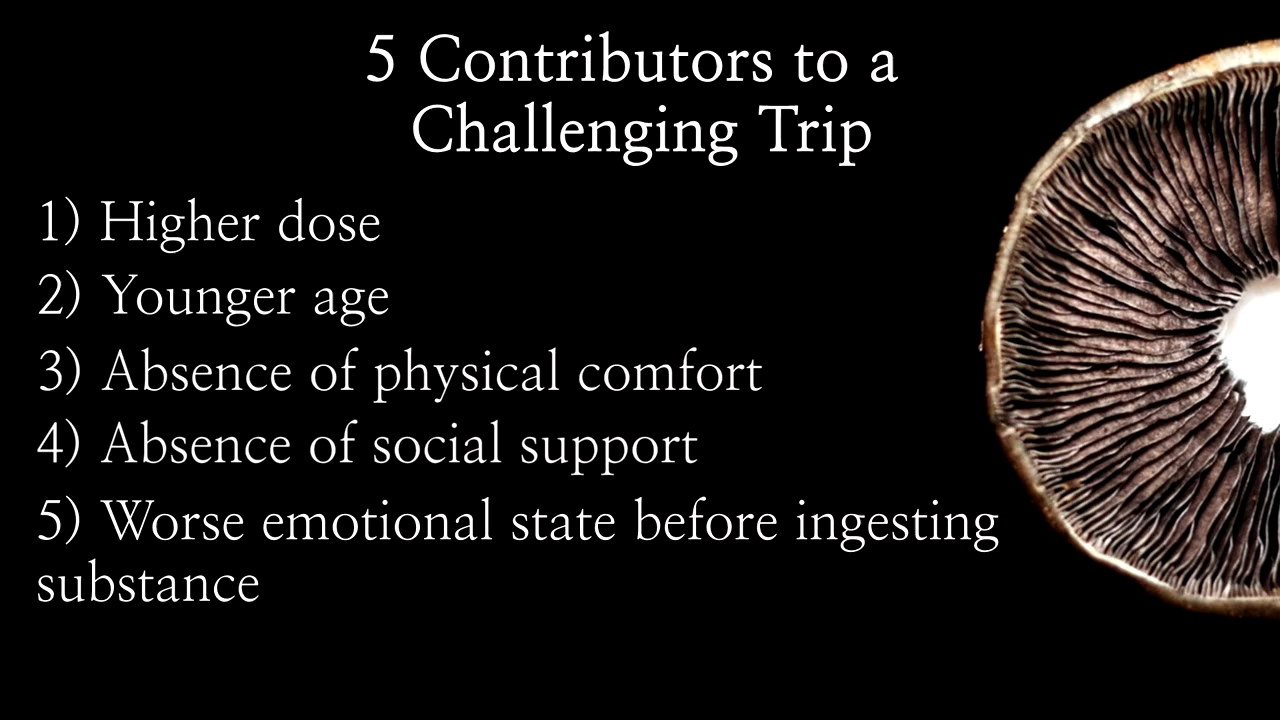 5 Contributors to a
Challenging Trip
1) Higher dose
2) Younger age
3) Absence of physical comfort
4) Absence of social support
5) Worse emotional state before ingesting
substance